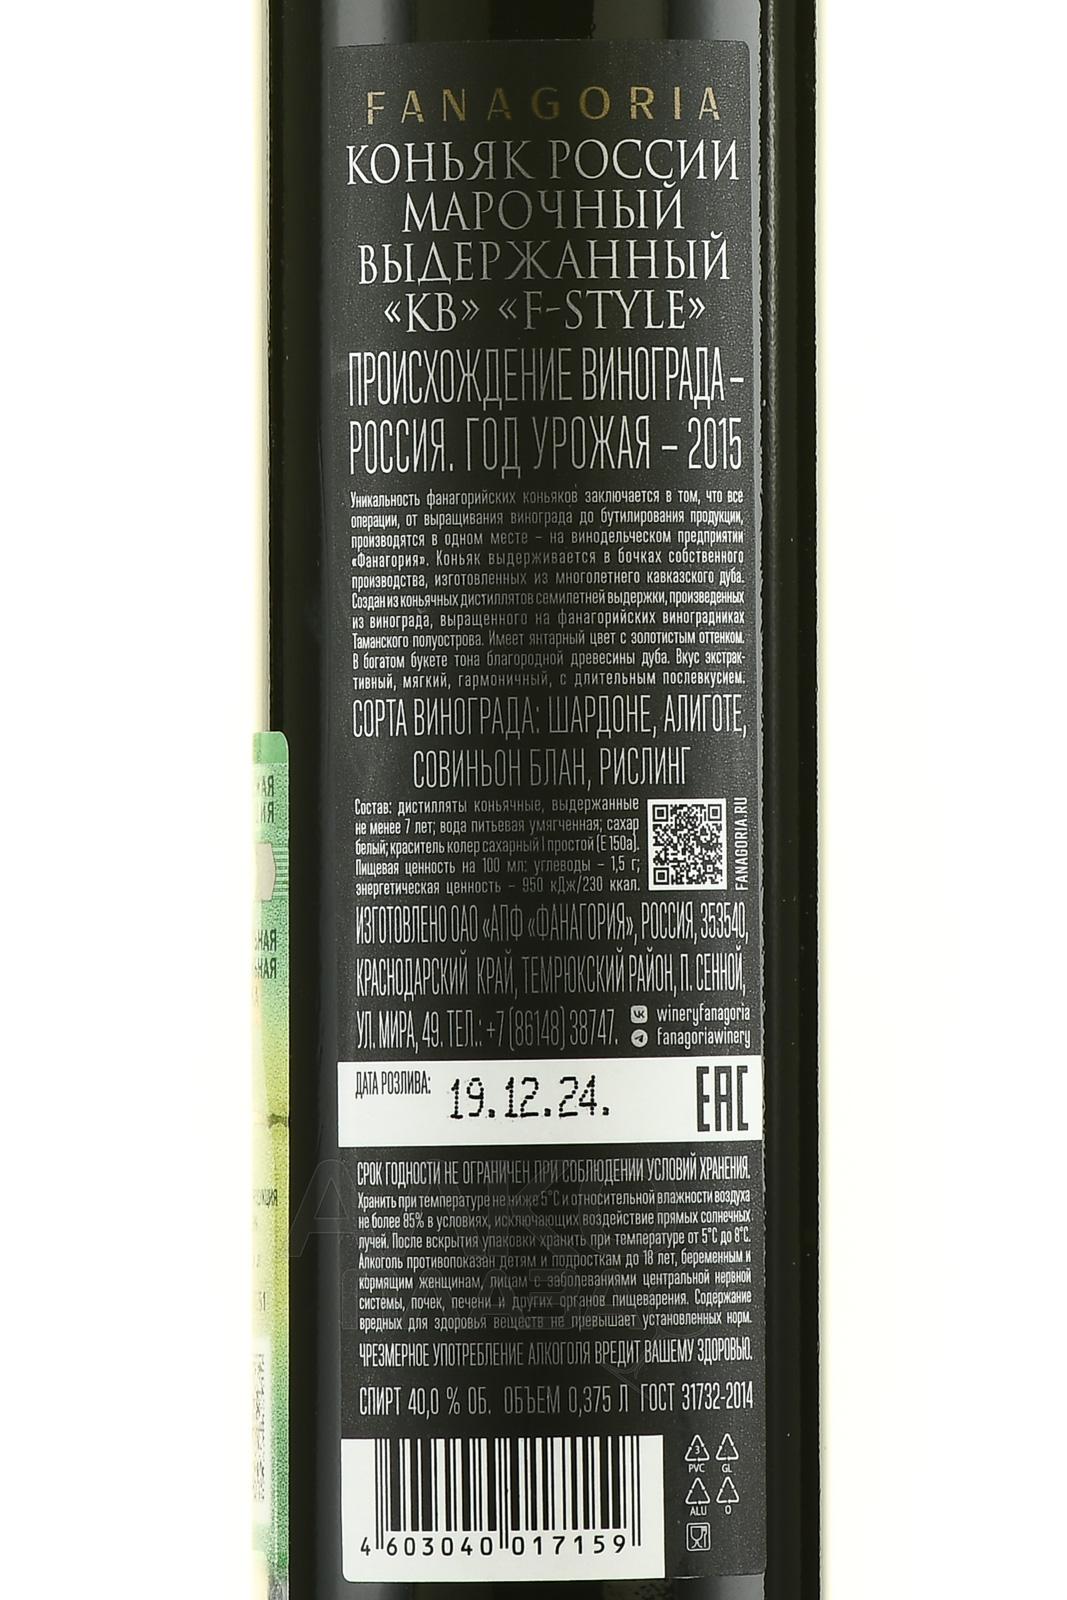 FANAGORIA
КОНЬЯК РОССИИ
МАРОЧНЫЙ
ВЫДЕРЖАННЫЙ
«КВ» «F-STYLE»
ПРОИСХОЖДЕНИЕ ВИНОГРАДА –
РОССИЯ. ГОД УРОЖАЯ – 2015
Уникальность фанагорийских коньяков заключается в том, что все
операции, от выращивания винограда до бутилирования продукции,
производятся в одном месте – на винодельческом предприятии
«Фанагория». Коньяк выдерживается в бочках собственного
производства, изготовленных из многолетнего кавказского дуба.
Создан из коньячных дистиллятов семилетней выдержки, произведенных
из винограда, выращенного на фанагорийских виноградниках
Таманского полуострова. Имеет янтарный цвет с золотистым оттенком.
В богатом букете тона благородной древесины дуба. Вкус экстрак-
тивный, мягкий, гармоничный, с длительным послевкусием.
СОРТА ВИНОГРАДА: ШАРДОНЕ, АЛИГОТЕ,
СОВИНЬОН БЛАН, РИСЛИНГ
Состав: дистилляты коньячные, выдержанные
не менее 7 лет; вода питьевая умягченная; сахар
белый; краситель колер сахарный I простой (Е 150а).
Пищевая ценность на 100 мл: углеводы – 1,5 г;
энергетическая ценность – 950 кДж/230 ккал.
FANAGORIA.RU
ИЗГОТОВЛЕНО ОАО «АПФ «ФАНАГОРИЯ», РОССИЯ, 353540,
КРАСНОДАРСКИЙ КРАЙ, ТЕМРЮКСКИЙ РАЙОН, П. СЕННОЙ,
УЛ. МИРА, 49. ТЕЛ.: +7 (86148) 38747.
wineryfanagoria
fanagoriawinery
ДАТА РОЗЛИВА: 19.12.24. EAC
СРОК ГОДНОСТИ НЕ ОГРАНИЧЕН ПРИ СОБЛЮДЕНИИ УСЛОВИЙ ХРАНЕНИЯ.
Хранить при температуре не ниже 5°С и относительной влажности воздуха
не более 85% в условиях, исключающих воздействие прямых солнечных
лучей. После вскрытия упаковки хранить при температуре от 5°С до 8°С.
Алкоголь противопоказан детям и подросткам до 18 лет, беременным и
кормящим женщинам, лицам с заболеваниями центральной нервной
системы, почек, печени и других органов пищеварения. Содержание
вредных для здоровья веществ не превышает установленных норм.
ЧРЕЗМЕРНОЕ УПОТРЕБЛЕНИЕ АЛКОГОЛЯ ВРЕДИТ ВАШЕМУ ЗДОРОВЬЮ.
СПИРТ 40,0 % ОБ. ОБЪЕМ 0,375 Л ГОСТ 31732-2014
3
PVC GL
ALU 0
4 603040 017159